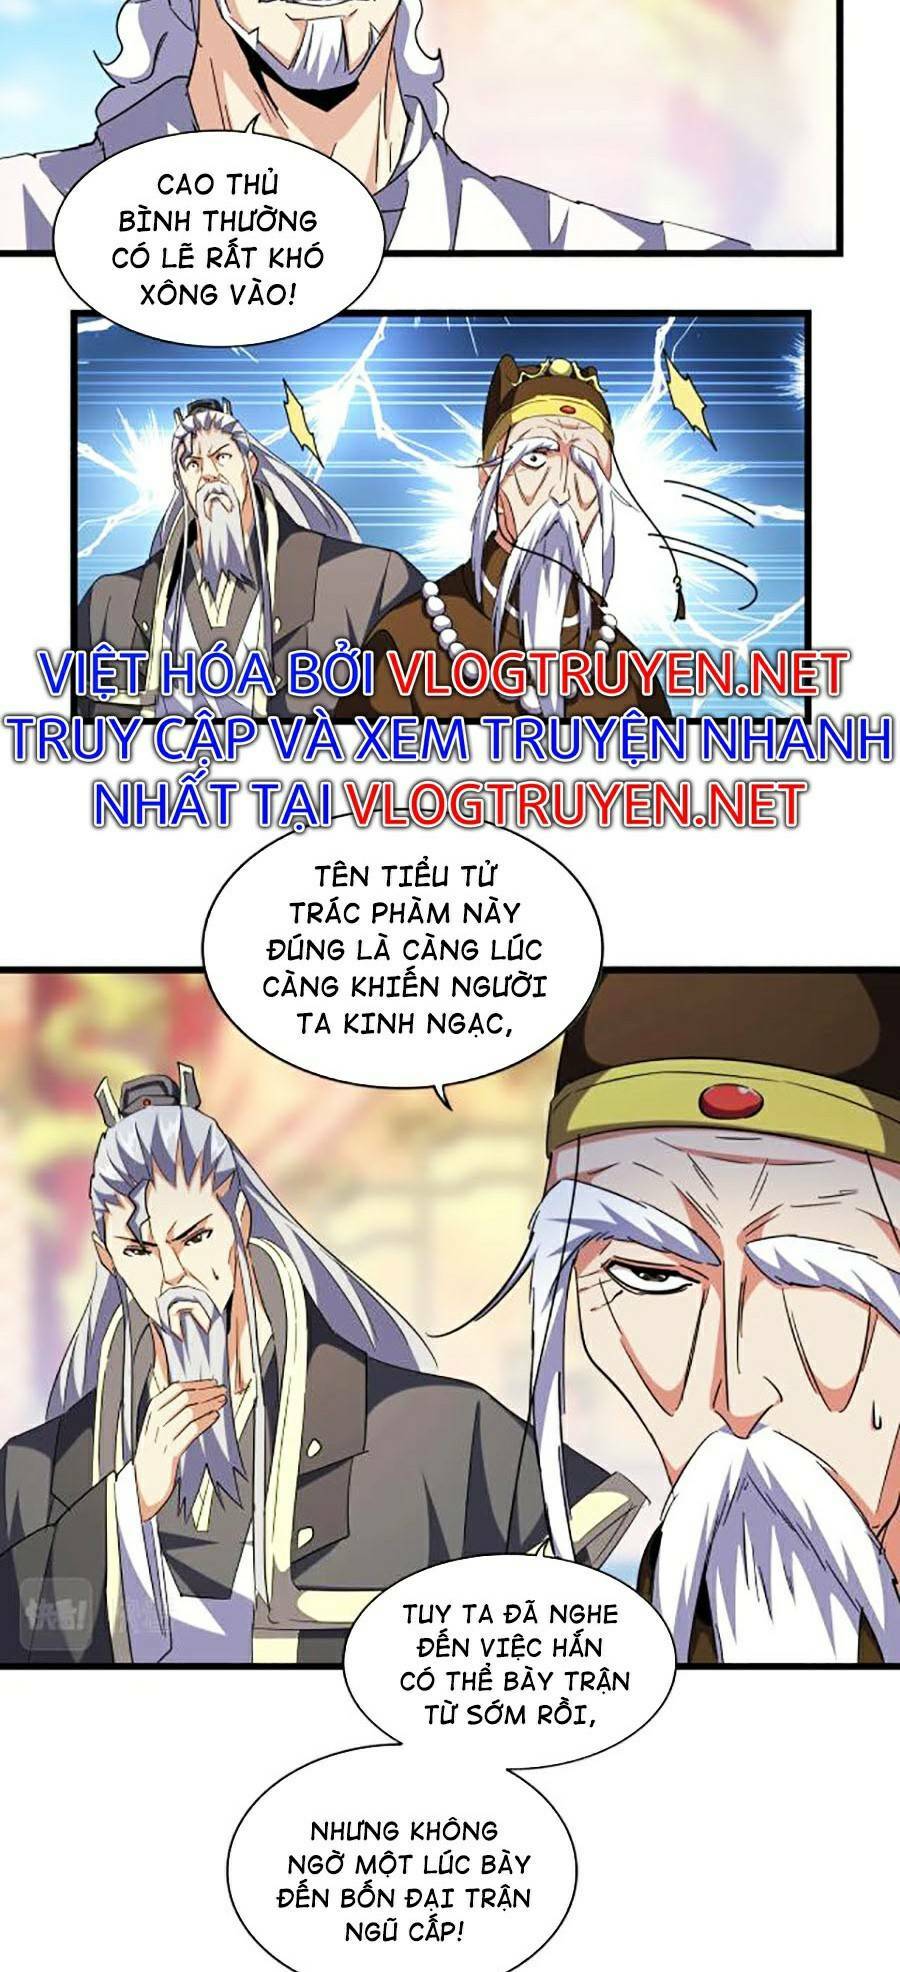 CAO THỦ
BÌNH THƯỜNG
CÓ LẼ RẤT KHÓ
XÔNG VÀO!
VIỆT HÓA BỞI VLOGTRUYEN.NET
TRUY CẬP VÀ XEM TRUYỆN NHANH
NHẤT TẠI VLOGTRUYEN.NET
TÊN TIỂU TỬ
TRÁC PHÀM NÀY
ĐÚNG LÀ CÀNG LÚC
CÀNG KHIẾN NGƯỜI
TA KINH NGẠC,
TUY TA ĐÃ NGHE
ĐẾN VIỆC HẮN
CÓ THỂ BÀY TRẬN
TỪ SỚM RỒI,
NHƯNG KHÔNG
NGỜ MỘT LÚC BÀY
ĐẾN BỐN ĐẠI TRẬN
NGŨ CẤP!